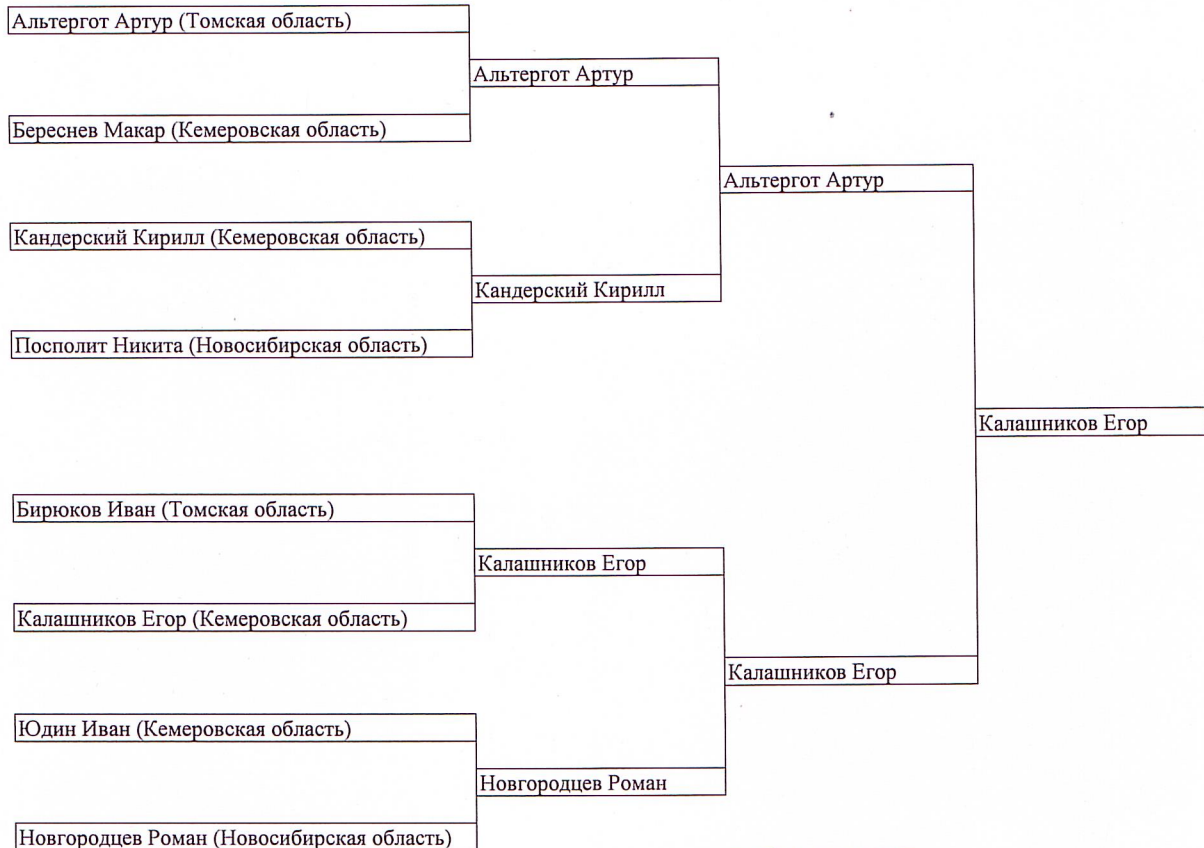 Альтергот Артур (Томская область)
Альтергот Артур
Береснев Макар (Кемеровская область)
Альтергот Артур
Кандерский Кирилл (Кемеровская область)
Кандерский Кирилл
Посполит Никита (Новосибирская область)
Калашников Егор
Бирюков Иван (Томская область)
Калашников Егор
Калашников Егор (Кемеровская область)
Калашников Егор
Юдин Иван (Кемеровская область)
Новгородцев Роман
Новгородцев Роман (Новосибирская область)